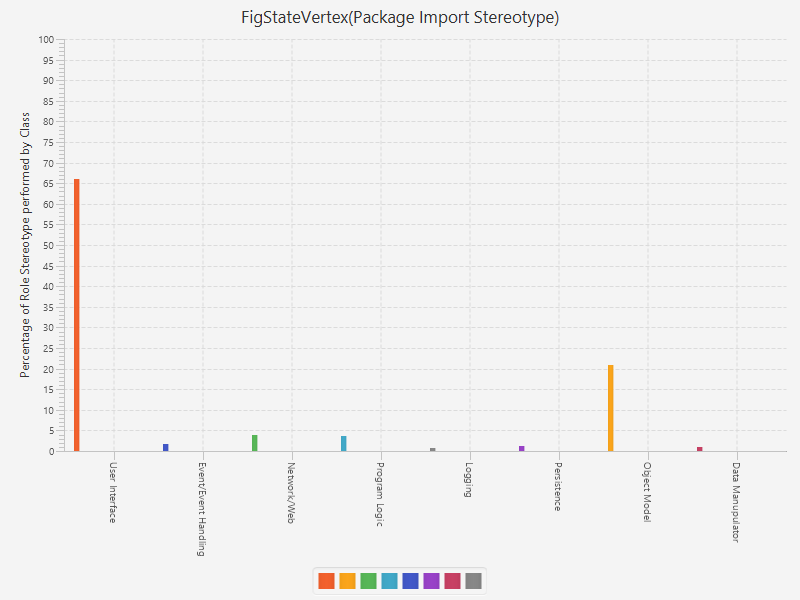 FigStateVertex(Package Import Stereotype)
Percentage of Role Stereotype performed by Class
100
95
90
85
80
75
70
65
60
55
50
45
40
35
30
25
20
15
10
5
0
User Interface
Event/Event Handling
Network/Web
Program Logic
Logging
Persistence
Object Model
Data Manupulator